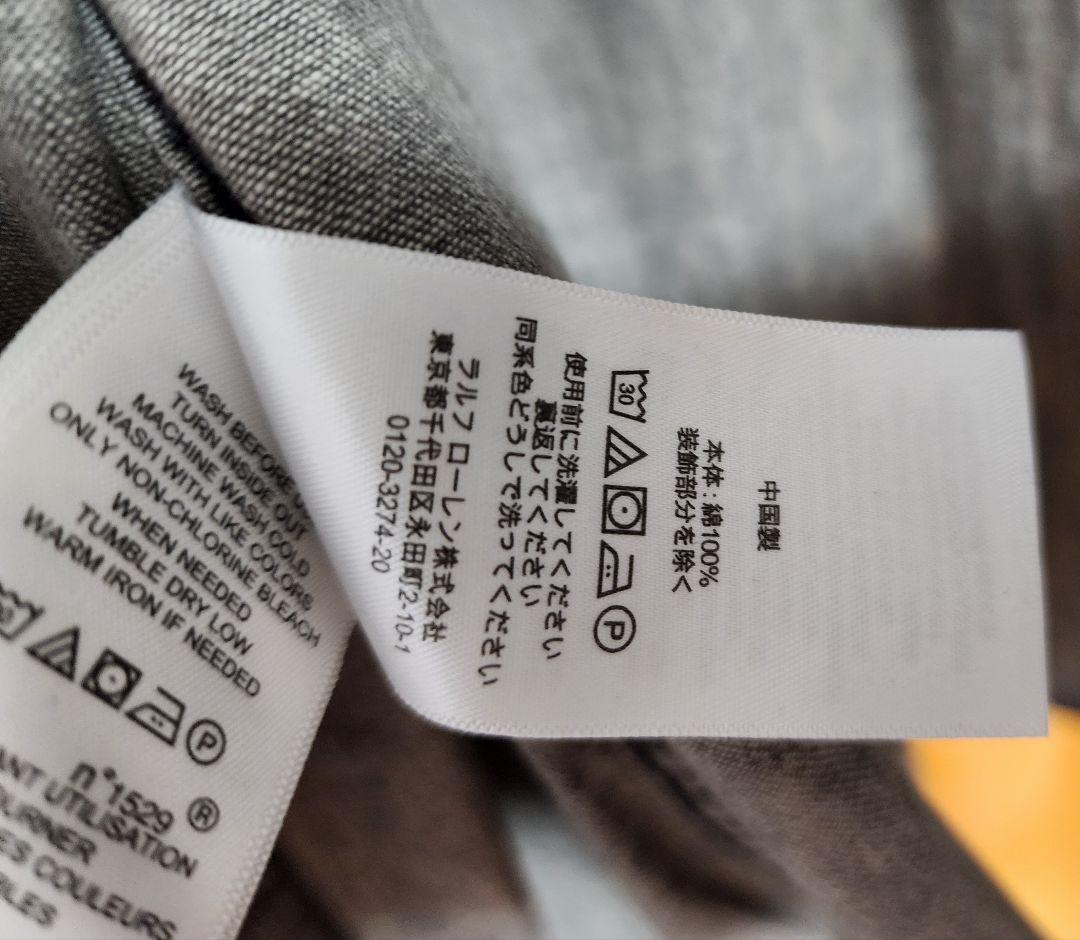 中国製
本体:綿100%
装飾部分を除く
30
P
使用前に洗濯してください
裏返してください
同系色どうしで洗ってください
ラルフ ローレン株式会社
東京都千代田区永田町2-10-1
0120-3274-20
WASH BEFORE
TURN INSIDE OUT
MACHINE WASH COLD
WASH WITH LIKE COLORS
ONLY NON-CHLORINE BLEACH
WHEN NEEDED
TUMBLE DRY LOW
WARM IRON IF NEEDED
P
n°1529 ®
UTILISATION
COULEURS